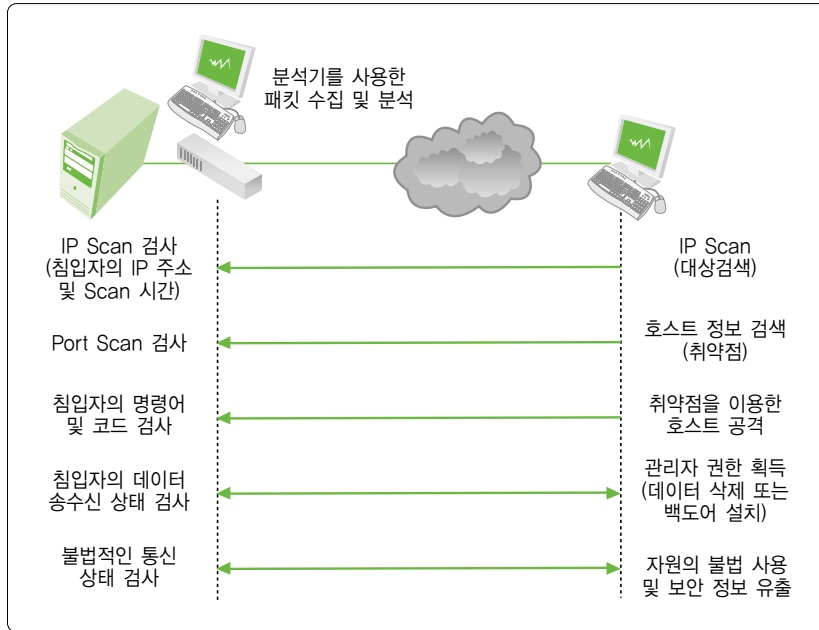 분석기를 사용한
패킷 수집 및 분석
IP Scan 검사
(침입자의 IP 주소
및 Scan 시간)
IP Scan
(대상검색)
Port Scan 검사
호스트 정보 검색
(취약점)
침입자의 명령어
및 코드 검사
취약점을 이용한
호스트 공격
침입자의 데이터
송수신 상태 검사
관리자 권한 획득
(데이터 삭제 또는
백도어 설치)
불법적인 통신
상태 검사
자원의 불법 사용
및 보안 정보 유출